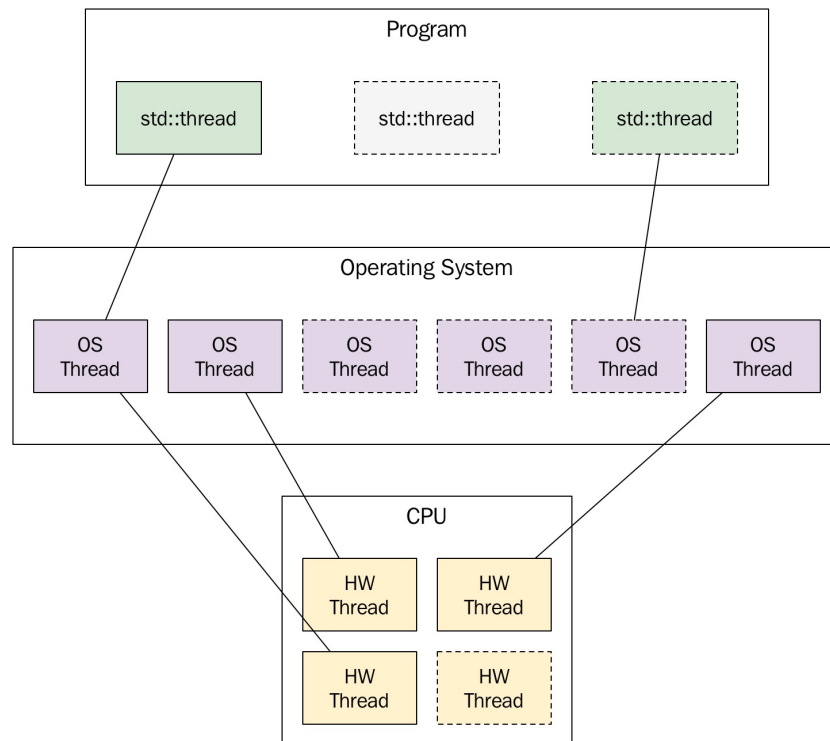 Program
std::thread
std::thread
std::thread
Operating System
OS
Thread
OS
Thread
OS
Thread
OS
Thread
OS
Thread
OS
Thread
CPU
HW
Thread
HW
Thread
HW
Thread
HW
Thread